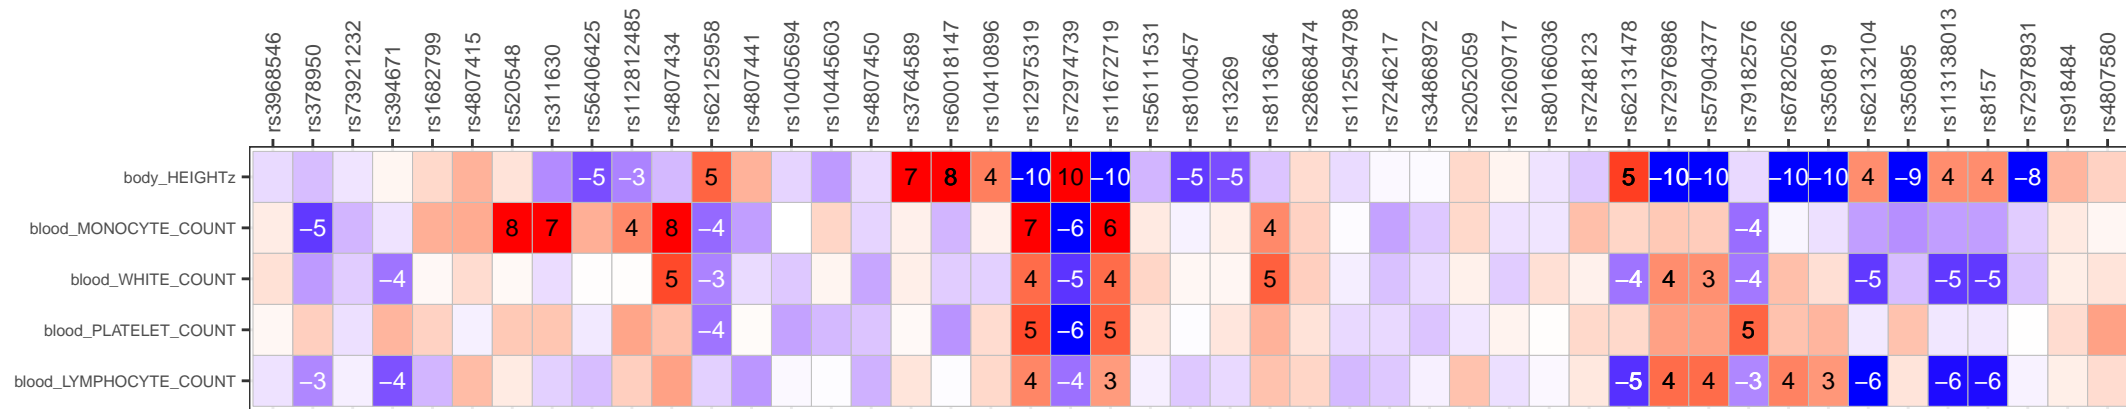 rs3968546 rs378950 rs73921232 rs394671 rs16827999 rs4807415 rs520548 rs311630 rs56406425 rs112812485 rs4807434 rs62125958 rs4807441 rs10405694 rs10445603 rs4807450 rs3764589 rs60018147 rs10410896 rs12975319 rs72974739 rs11672719 rs56111531 rs8100457 rs13269 rs8113664 rs28668474 rs112594798 rs7246217 rs34868972 rs2052059 rs12609717 rs80166036 rs7248123 rs62131478 rs72976986 rs57904377 rs79182576 rs67820526 rs350819 rs62132104 rs350895 rs113138013 rs8157 rs729789931 rs918484 rs4807580
body_HEIGHTz −5 −3 5 7 8 4 −10 10 −10 −5 −5 5 −10 −10 −10 −10 4 −9 4 4 −8
blood_MONOCYTE_COUNT −5 8 7 4 8 −4 7 −6 6 4 −4
blood_WHITE_COUNT −4 5 −3 4 −5 4 5 −4 4 3 −4 −5 −5 −5
blood_PLATELET_COUNT −4 5 −6 5 5
blood_LYMPHOCYTE_COUNT −3 −4 4 −4 3 −5 4 4 −3 4 3 −6 −6 −6